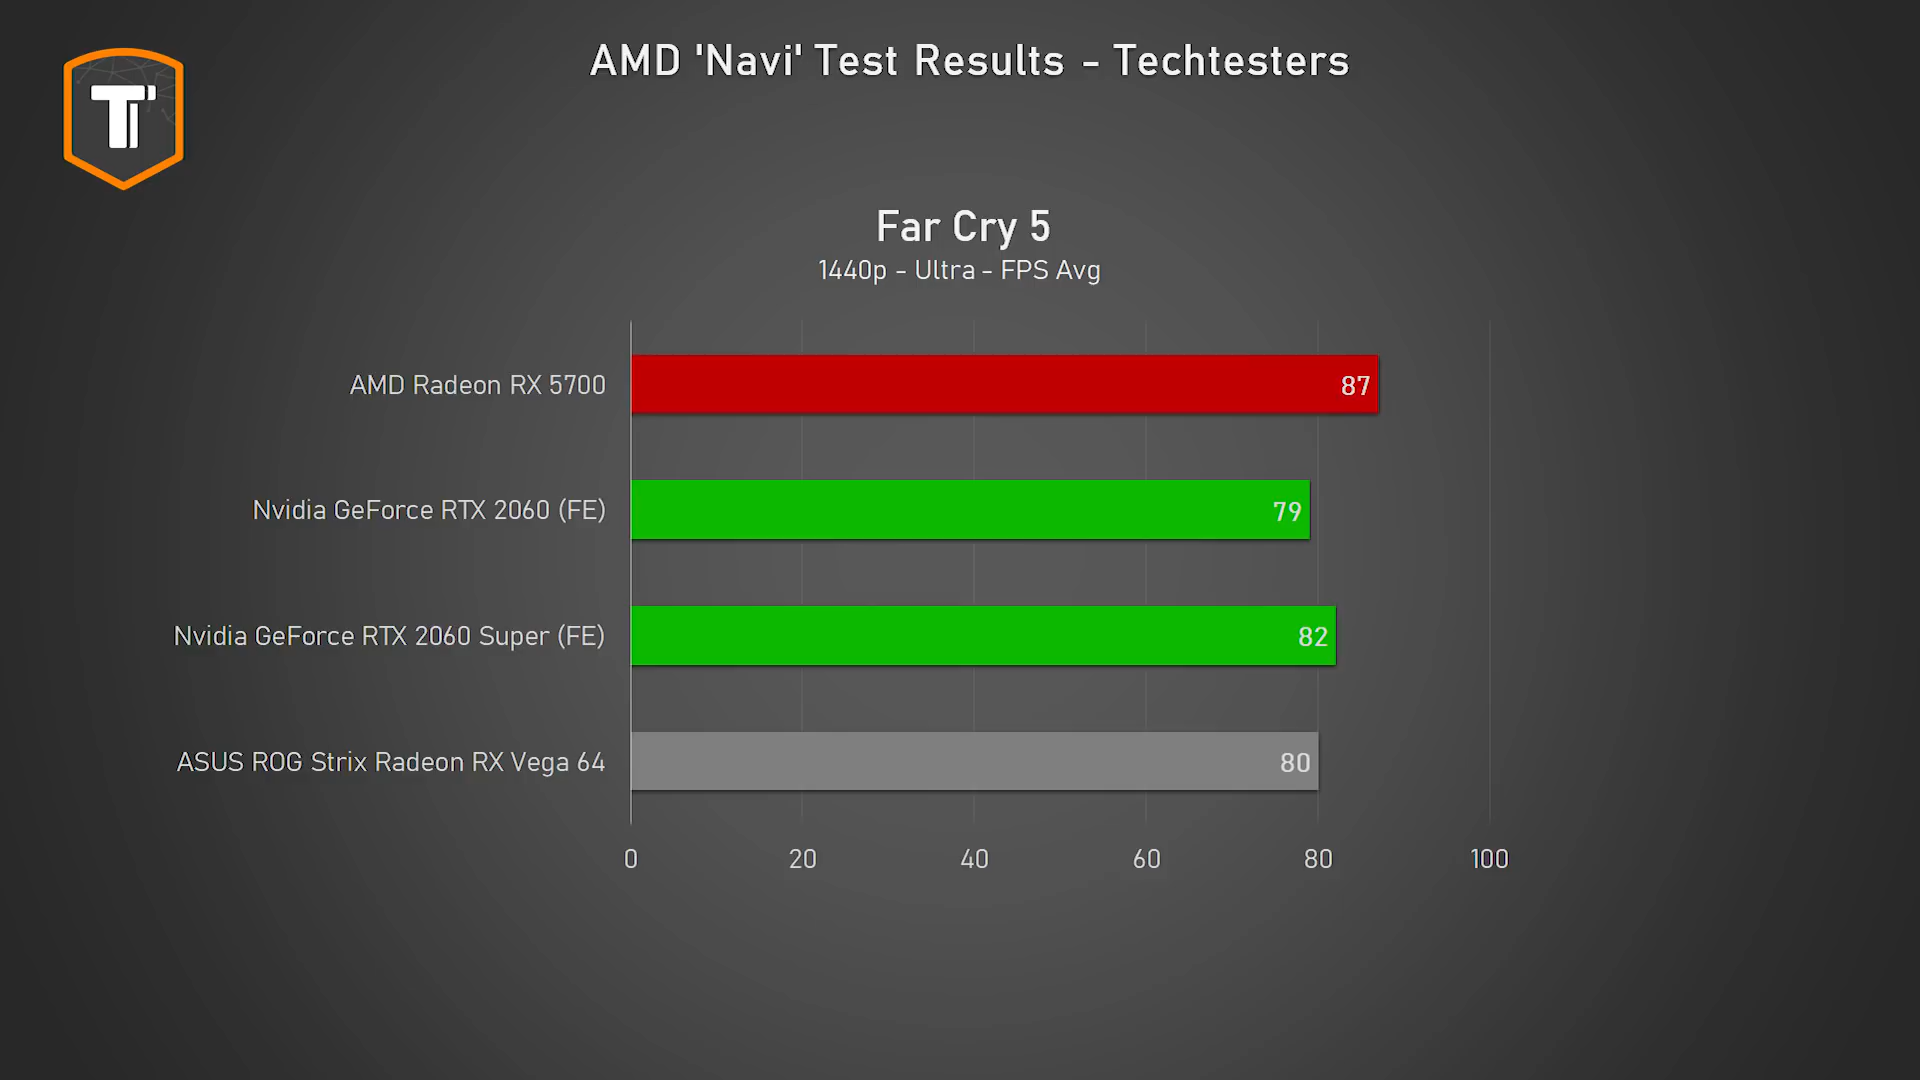 AMD 'Navi' Test Results - Techtesters
Far Cry 5
1440p - Ultra - FPS Avg
AMD Radeon RX 5700 87
Nvidia GeForce RTX 2060 (FE) 79
Nvidia GeForce RTX 2060 Super (FE) 82
ASUS ROG Strix Radeon RX Vega 64 80
0 20 40 60 80 100